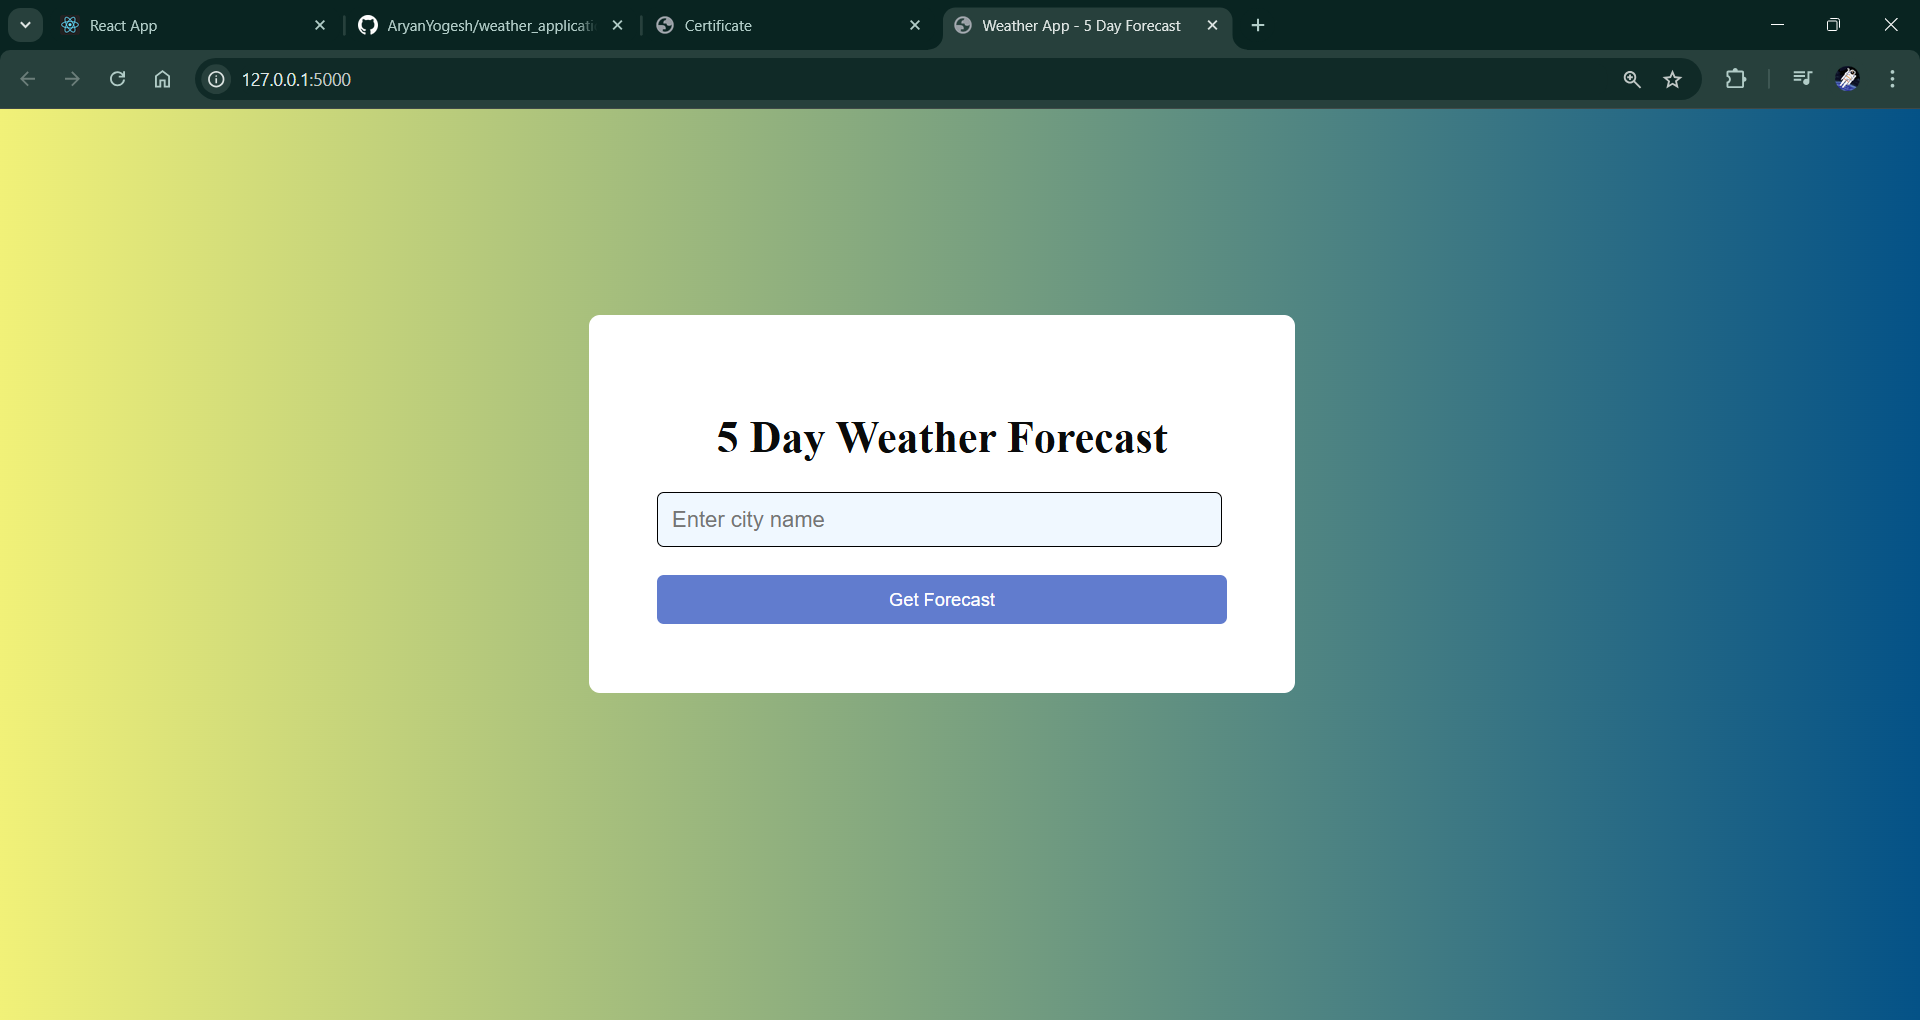 React App
AryanYogesh/weather_applicati
Certificate
Weather App - 5 Day Forecast
127.0.0.1:5000
5 Day Weather Forecast
Enter city name
Get Forecast